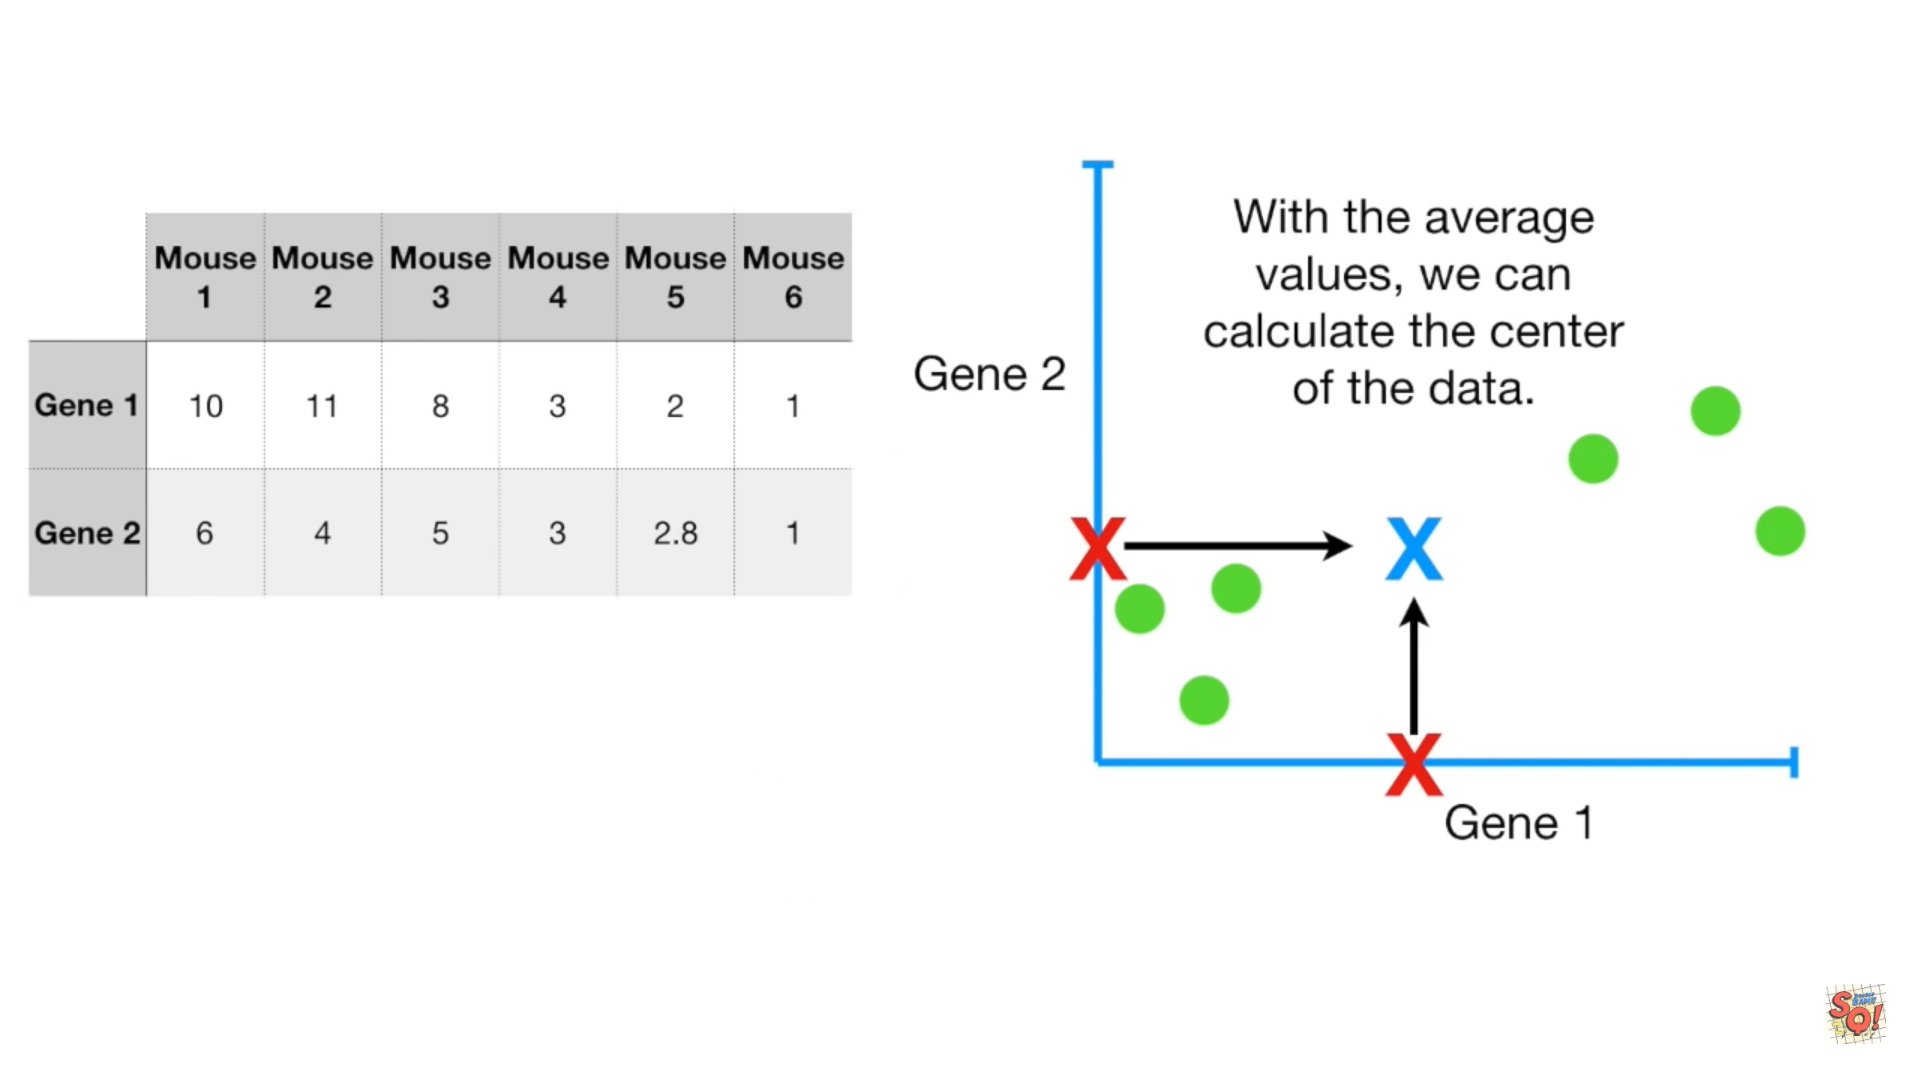 Mouse 1 Mouse 2 Mouse 3 Mouse 4 Mouse 5 Mouse 6
Gene 1 10 11 8 3 2 1
Gene 2 6 4 5 3 2.8 1
With the average
values, we can
calculate the center
of the data.
Gene 2
X X
X
Gene 1
SQ!